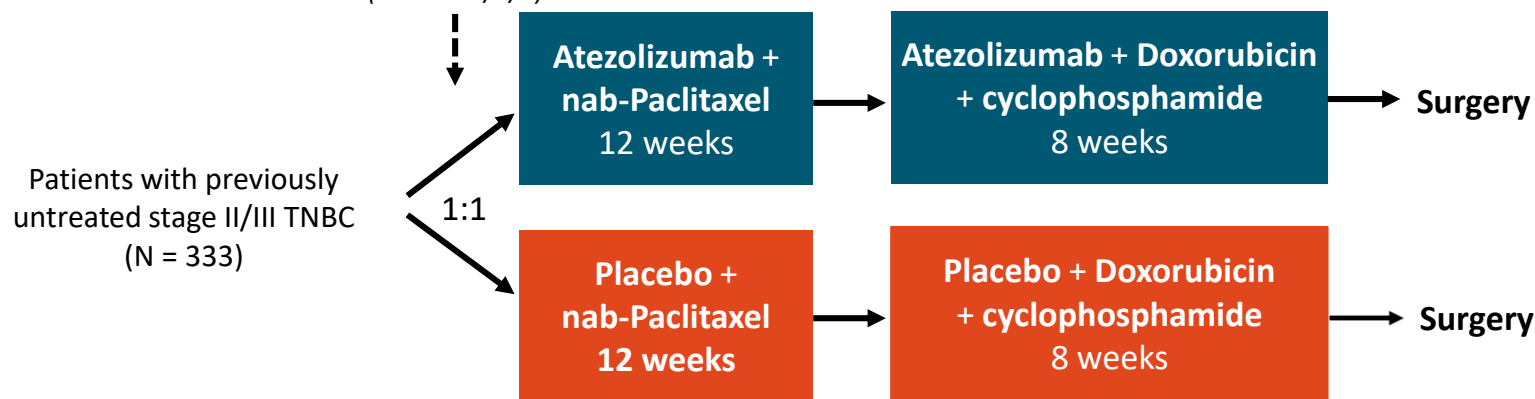 Atezolizumab +
nab-Paclitaxel
12 weeks
Atezolizumab + Doxorubicin
+ cyclophosphamide
8 weeks
Surgery
Patients with previously
untreated stage II/III TNBC
(N = 333)
1:1
Placebo +
nab-Paclitaxel
12 weeks
Placebo + Doxorubicin
+ cyclophosphamide
8 weeks
Surgery